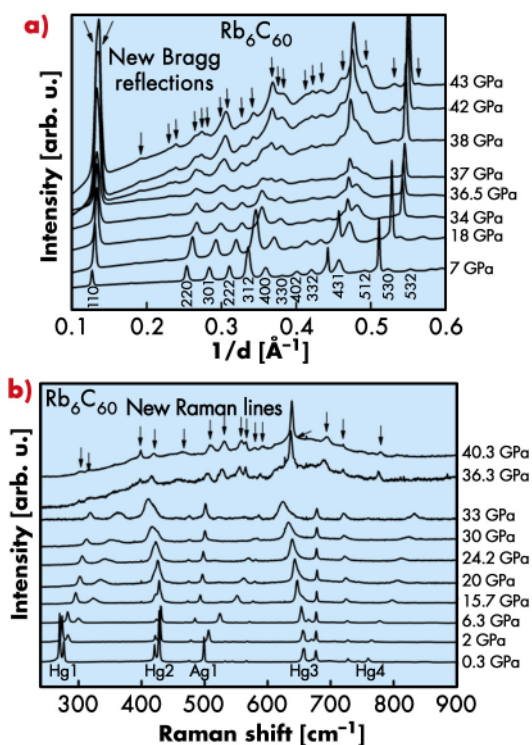 a)
Rb6C60
New Bragg
reflections
Intensity [arb. u.]
43 GPa
42 GPa
38 GPa
37 GPa
36.5 GPa
34 GPa
18 GPa
7 GPa
110
220
301
222
312
400
330
402
332
431
512
530
532
0.1 0.2 0.3 0.4 0.5 0.6
1/d [Å⁻¹]
b)
Rb6C60 New Raman lines
Intensity [arb. u.]
40.3 GPa
36.3 GPa
33 GPa
30 GPa
24.2 GPa
20 GPa
15.7 GPa
6.3 GPa
2 GPa
0.3 GPa
Hg1 Hg2 Ag1 Hg3 Hg4
300 400 500 600 700 800 900
Raman shift [cm⁻¹]